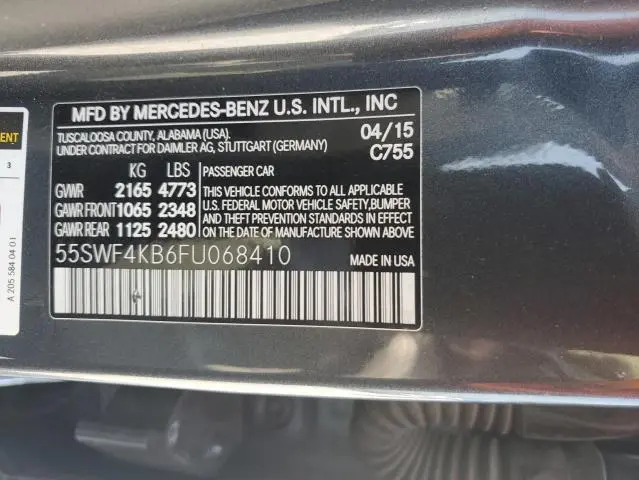 MFD BY MERCEDES-BENZ U.S. INTL., INC
TUSCALOOSA COUNTY, ALABAMA (USA).
UNDER CONTRACT FOR DAIMLER AG, STUTTGART (GERMANY)
04/15
C755
KG LBS
GVWR 2165 4773
GAWR FRONT 1065 2348
GAWR REAR 1125 2480
PASSENGER CAR
THIS VEHICLE CONFORMS TO ALL APPLICABLE
U.S. FEDERAL MOTOR VEHICLE SAFETY,BUMPER
AND THEFT PREVENTION STANDARDS IN EFFECT
ON THE DATE OF MANUFACTURE SHOWN ABOVE.
55SWF4KB6FU068410
MADE IN USA
3
A 205 584 04 01